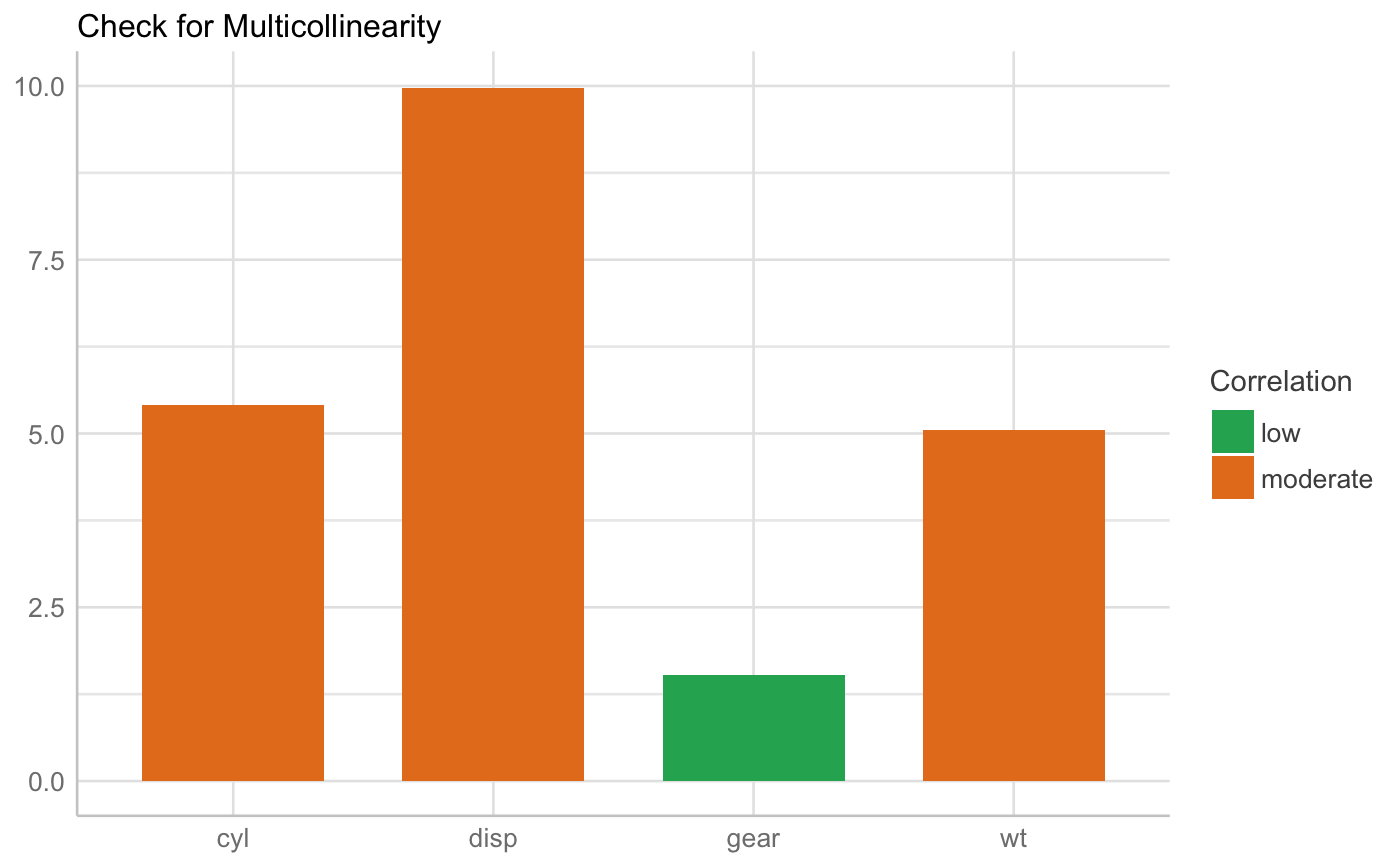 Check for Multicollinearity
10.0
7.5
5.0
2.5
0.0
cyl disp gear wt
Correlation
low
moderate